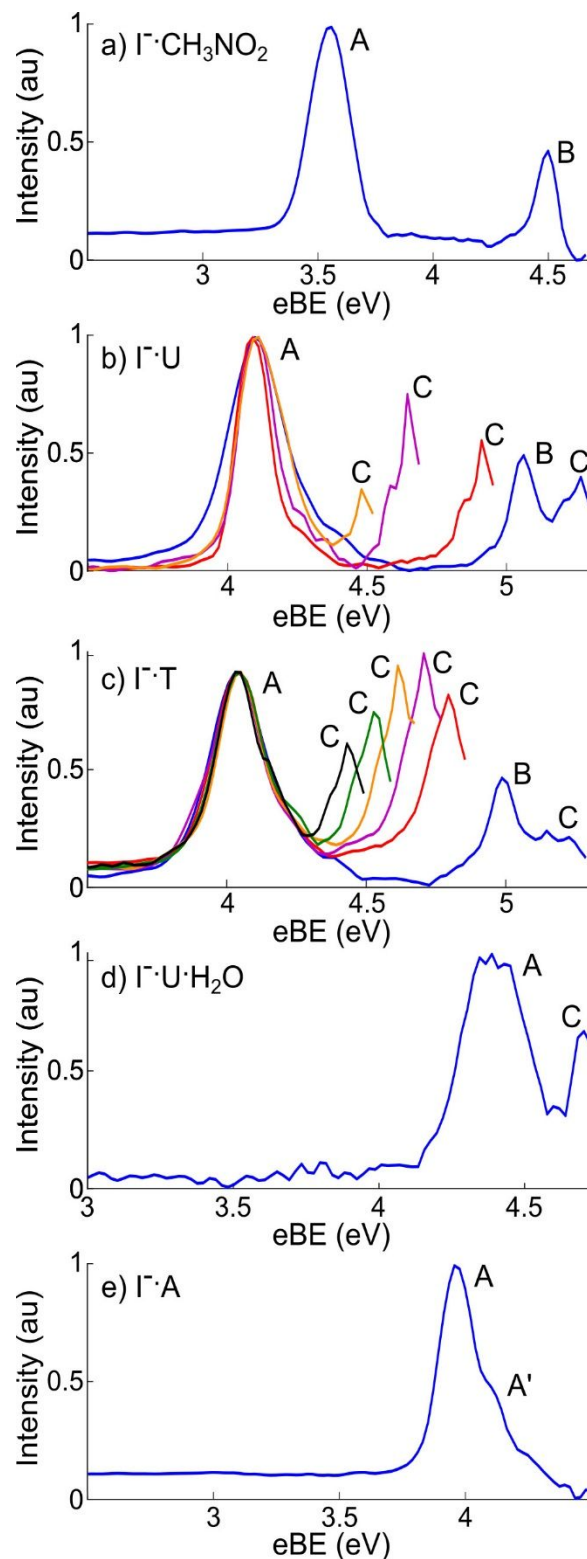 1
a) I⁻·CH₃NO₂
A
B
Intensity (au)
0.5
0
3
3.5
4
4.5
eBE (eV)
1
b) I⁻·U
A
C
C
C
B
C
Intensity (au)
0.5
0
4
4.5
5
eBE (eV)
1
c) I⁻·T
A
C
C
C
C
C
B
C
Intensity (au)
0.5
0
4
4.5
5
eBE (eV)
1
d) I⁻·U·H₂O
A
C
Intensity (au)
0.5
0
3
3.5
4
4.5
eBE (eV)
1
e) I⁻·A
A
A'
Intensity (au)
0.5
0
3
3.5
4
eBE (eV)